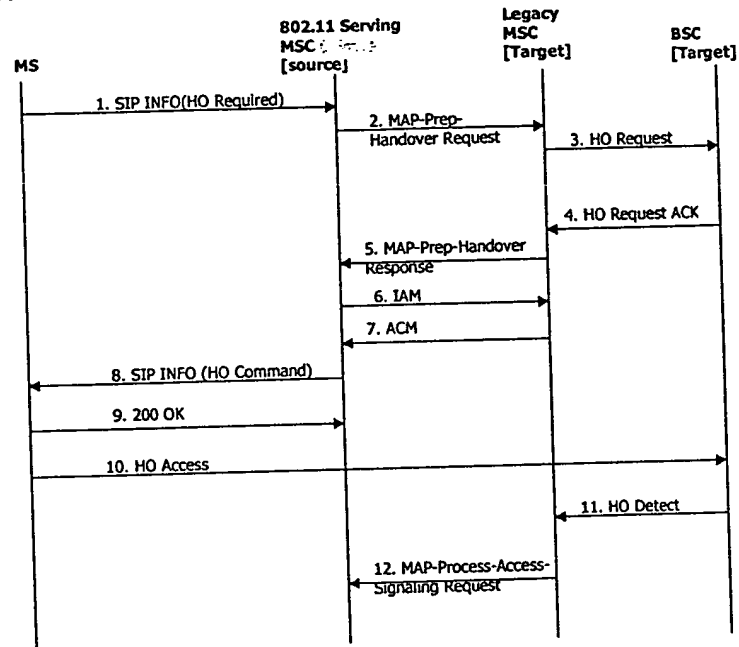 MS
802.11 Serving
MSC
[source]
Legacy
MSC
[Target]
BSC
[Target]
1. SIP INFO(HO Required)
2. MAP-Prep-
Handover Request
3. HO Request
4. HO Request ACK
5. MAP-Prep-Handover
Response
6. IAM
7. ACM
8. SIP INFO (HO Command)
9. 200 OK
10. HO Access
11. HO Detect
12. MAP-Process-Access-
Signaling Request